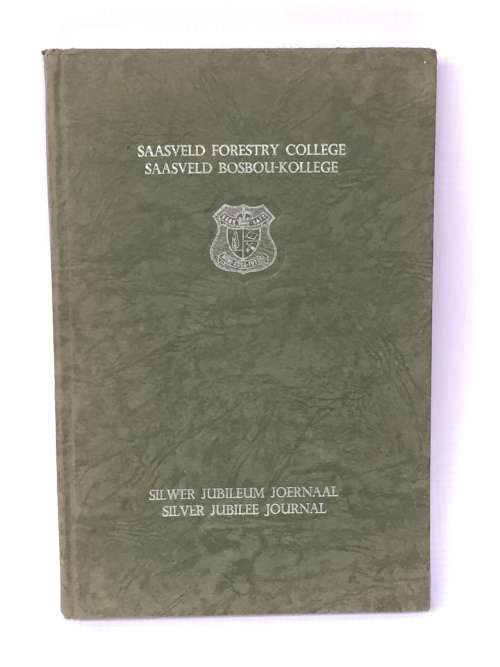 SAASVELD FORESTRY COLLEGE
SAASVELD BOSBOU-KOLLEGE
SILWER JUBILEUM JOERNAAL
SILVER JUBILEE JOURNAL